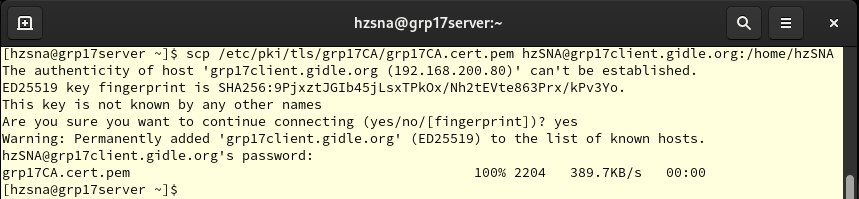 hzsna@grp17server:~
[hzsna@grp17server ~]$ scp /etc/pki/tls/grp17CA/grp17CA.cert.pem hzSNA@grp17client.gidle.org:/home/hzSNA
The authenticity of host 'grp17client.gidle.org (192.168.200.80)' can't be established.
ED25519 key fingerprint is SHA256:9PjxztJGIb45jLsxTPkOx/Nh2tEVte863Prx/kPv3Yo.
This key is not known by any other names
Are you sure you want to continue connecting (yes/no/[fingerprint])? yes
Warning: Permanently added 'grp17client.gidle.org' (ED25519) to the list of known hosts.
hzSNA@grp17client.gidle.org's password:
grp17CA.cert.pem 100% 2204 389.7KB/s 00:00
[hzsna@grp17server ~]$